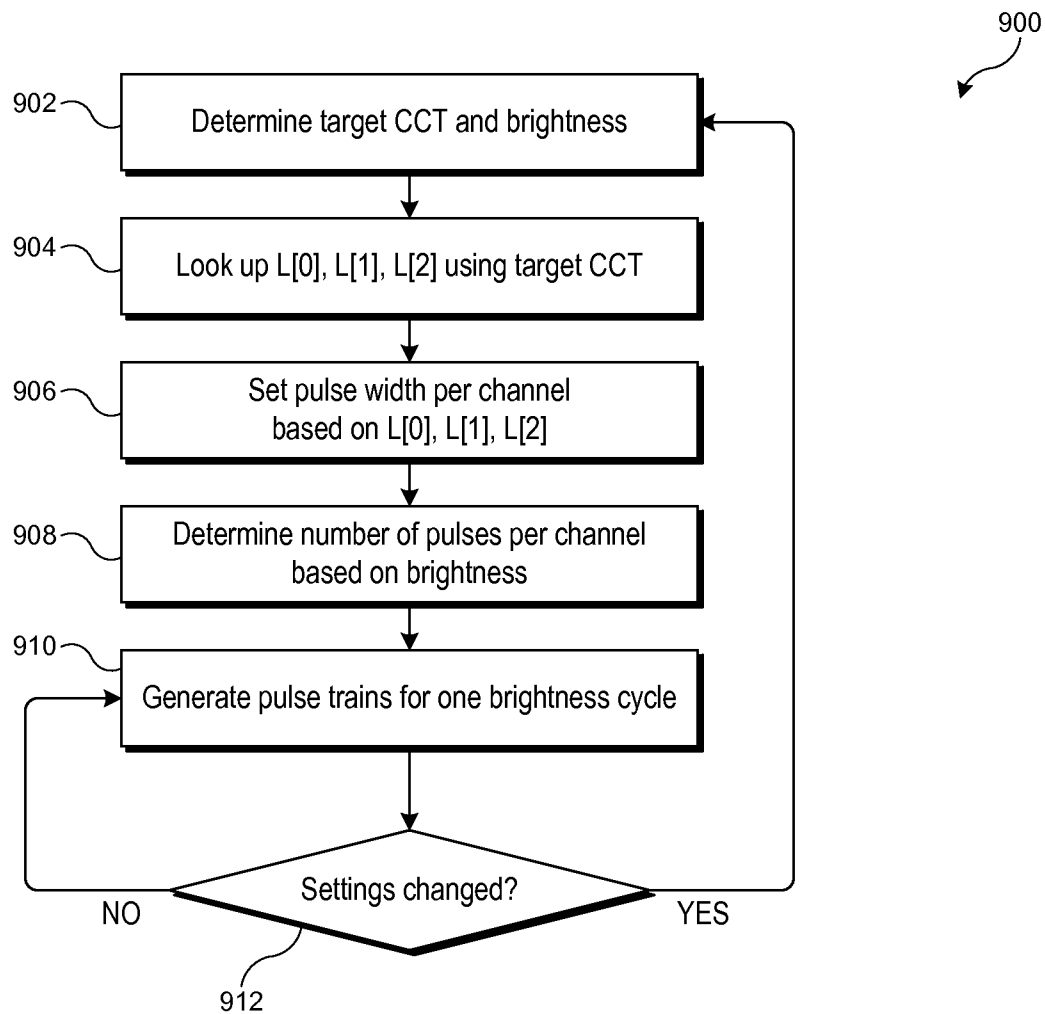 900
902
Determine target CCT and brightness
904
Look up L[0], L[1], L[2] using target CCT
906
Set pulse width per channel
based on L[0], L[1], L[2]
908
Determine number of pulses per channel
based on brightness
910
Generate pulse trains for one brightness cycle
Settings changed?
NO
YES
912